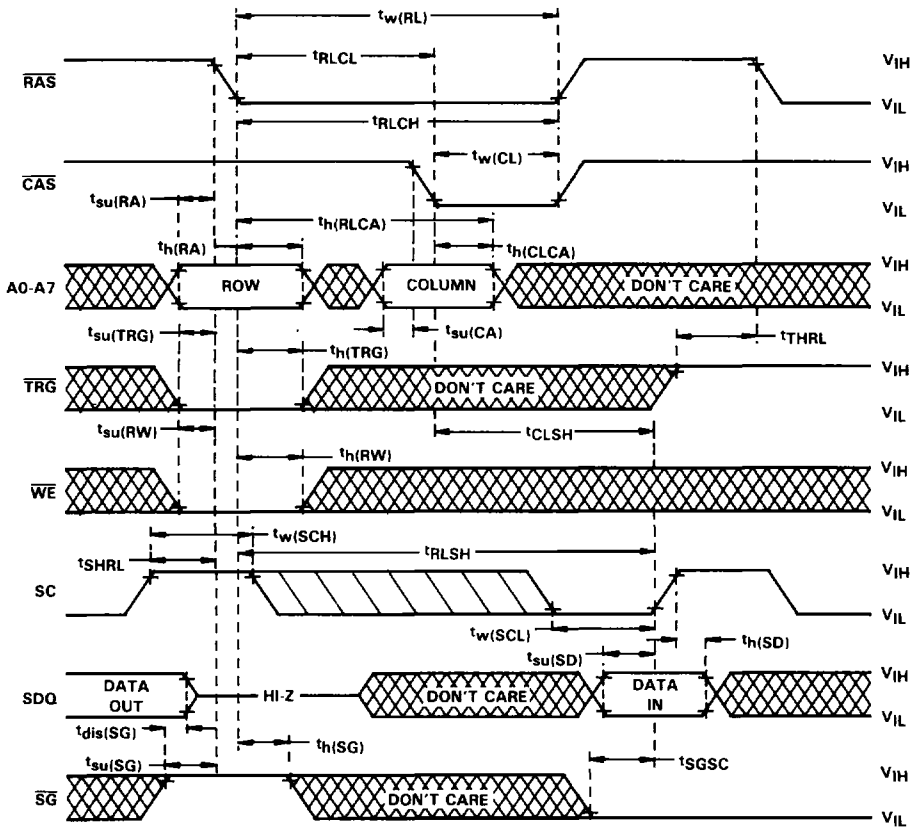 tw(RL)
tRLCL
RAS
VIH
VIL
tRLCH
tw(CL)
CAS
VIH
VIL
tsu(RA)
th(RLCA)
th(RA)
th(CLCA)
A0-A7
ROW
COLUMN
DON'T CARE
VIH
VIL
tsu(TRG)
tsu(CA)
th(TRG)
tTHRL
TRG
DON'T CARE
VIH
VIL
tsu(RW)
tCLSH
th(RW)
WE
VIH
VIL
tw(SCH)
tSHRL
tRLSH
SC
VIH
VIL
tw(SCL)
tsu(SD)
th(SD)
SDQ
DATA OUT
HI-Z
DON'T CARE
DATA IN
VIH
VIL
tdis(SG)
th(SG)
tsu(SG)
tSGSC
SG
DON'T CARE
VIH
VIL